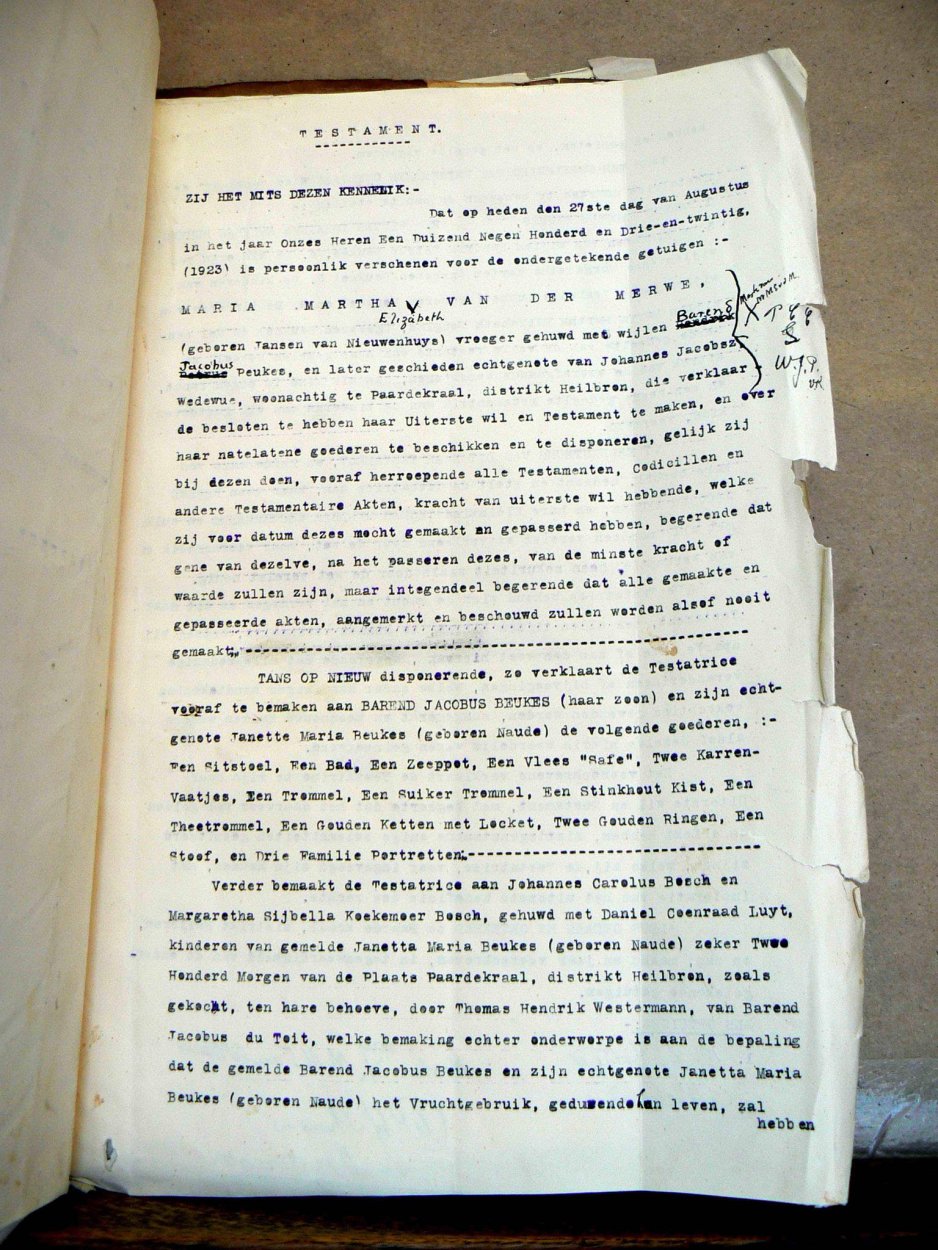 TESTAMENT.
ZIJ HET MITS DEZEN KENNELIK:-
Dat op heden den 27ste dag van Augustus
in het jaar Onzes Heren Een Duizend Negen Honderd en Drie-en-twintig,
(1923) is persoonlik verschenen voor de ondergetekende getuigen :-
MARIA MARTHA VAN DER MERWE,
Elizabeth
Barend
(geboren Jansen van Nieuwenhuys) vroeger gehuwd met wijlen
Jacobus
Peukes, en later geschieden echtgenote van Johannes Jacobsz,
Wedewue, woonachtig te Paardekraal, distrikt Heilbron, die verklaar-
de besloten te hebben haar Uiterste wil en Testament te maken, en over
haar natelatene goederen te beschikken en te disponeren, gelijk zij
bij dezen doen, vooraf herroepende alle Testamenten, Codicillen en
andere Testamentaire Akten, kracht van uiterste wil hebbende, welke
zij voor datum dezes mocht gemaakt en gepasserd hebben, begerende dat
gene van dezelve, na het passeren dezes, van de minste kracht of
waarde zullen zijn, maar integendeel begerende dat alle gemaakte en
gepasseerde akten, aangemerkt en beschouwd zullen worden alsof nooit
gemaakt.--------------------
TANS OP NIEUW disponerende, zo verklaart de Testatrice
vooraf te bemaken aan BAREND JACOBUS BEUKES (haar zoon) en zijn echt-
genote Janette Maria Beukes (geboren Naude) de volgende goederen, :-
Een Sitstoel, Een Bad, Een Zeeppot, Een Vlees "Safe", Twee Karren-
Vaatjes, Een Trommel, Een Suiker Trommel, Een Stinkhout Kist, Een
Theetrommel, Een Gouden Ketten met Locket, Twee Gouden Ringen, Een
Stoof, en Drie Familie Portretten.--------------------
Verder bemaakt de Testatrice aan Johannes Carolus Bosch en
Margaretha Sijbella Koekemoer Bosch, gehuwd met Daniel Coenraad Luyt,
kinderen van gemelde Janetta Maria Beukes (geboren Naude) zeker Twee
Honderd Morgen van de Plaats Paardekraal, distrikt Heilbron, zoals
gekocht, ten hare behoeve, door Thomas Hendrik Westermann, van Barend
Jacobus du Toit, welke bemaking echter onderworpe is aan de bepaling
dat de gemelde Barend Jacobus Beukes en zijn echtgenote Janetta Maria
Beukes (geboren Naude) het Vruchtgebruik, gedurende hun leven, zal
hebben